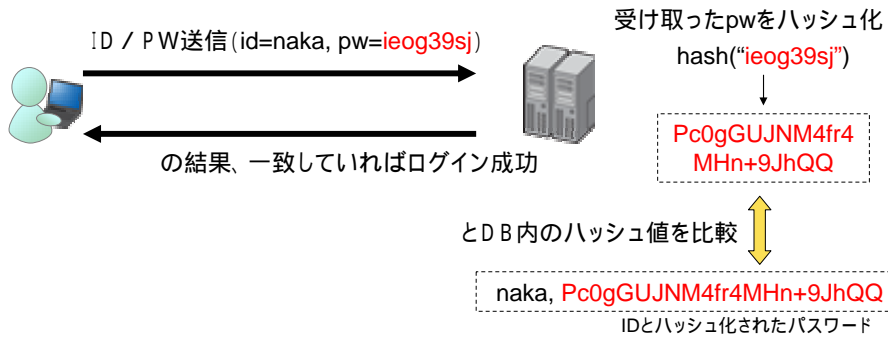 ID / PW送信(id=naka, pw=ieog39sj)
受け取ったpwをハッシュ化
hash(“ieog39sj”)
Pc0gGUJNM4fr4
MHn+9JhQQ
の結果、一致していればログイン成功
とDB内のハッシュ値を比較
naka, Pc0gGUJNM4fr4MHn+9JhQQ
IDとハッシュ化されたパスワード